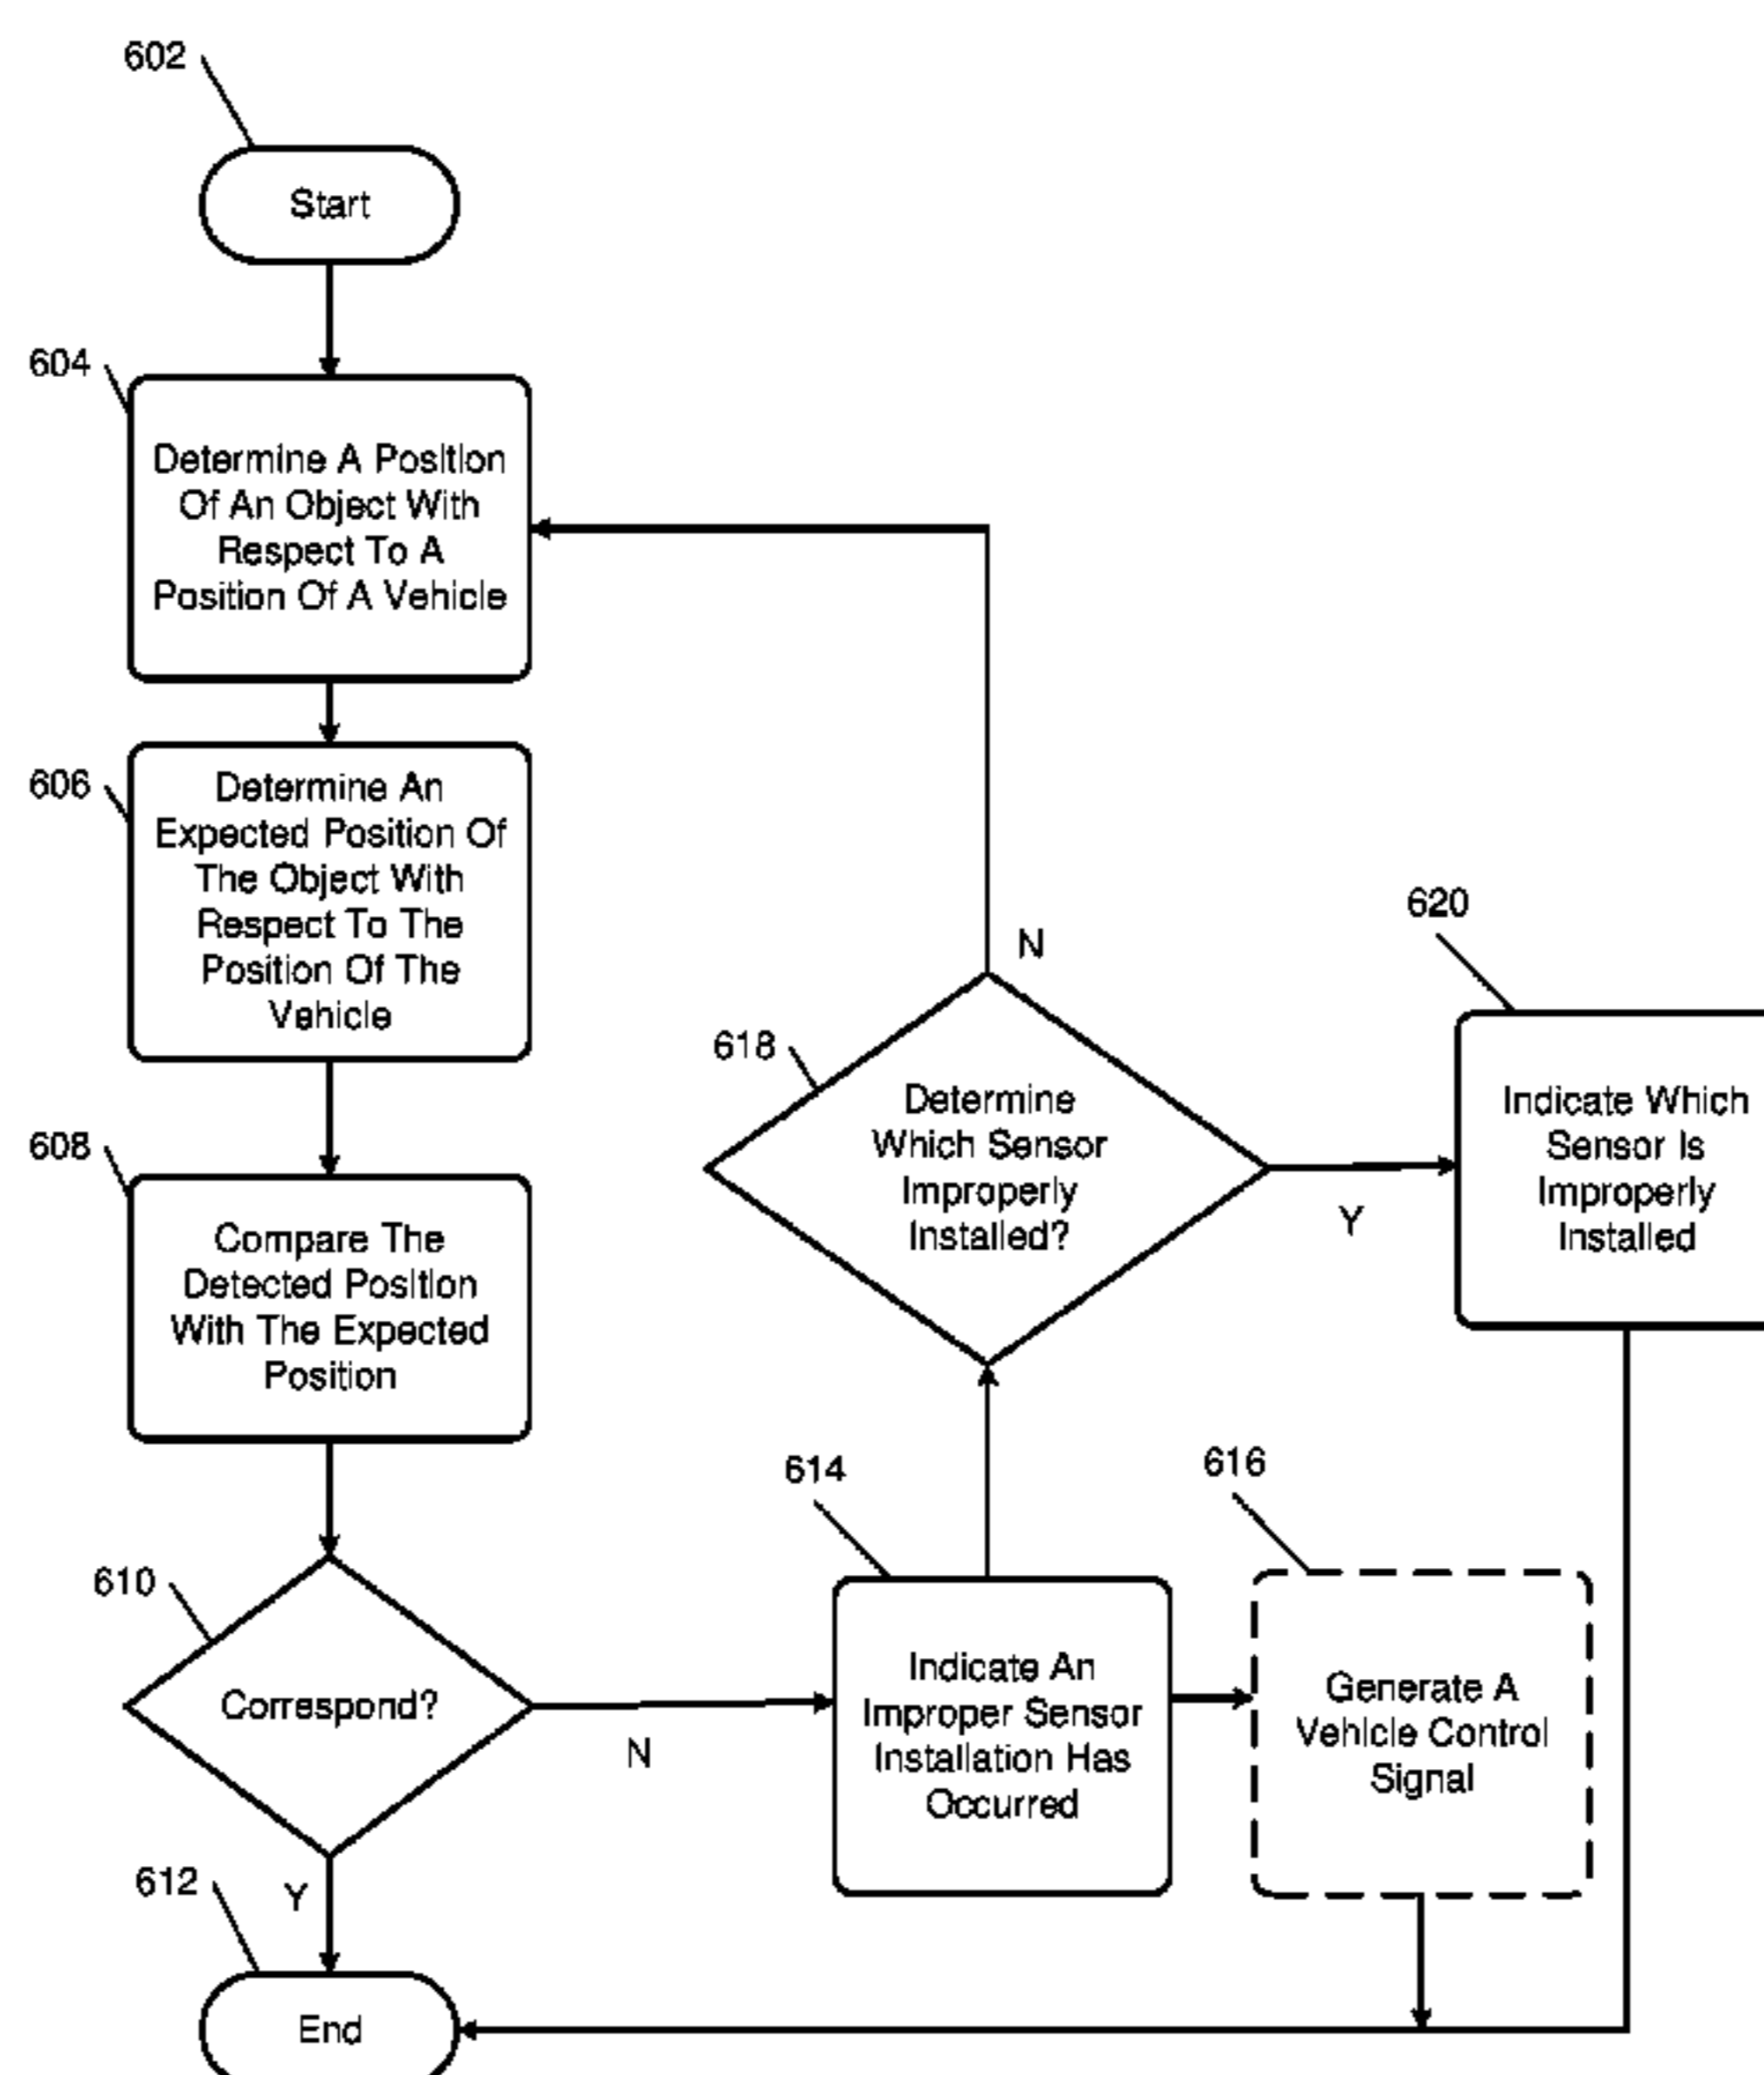 602
Start
604
Determine A Position
Of An Object With
Respect To A
Position Of A Vehicle
606
Determine An
Expected Position Of
The Object With
Respect To The
Position Of The
Vehicle
608
Compare The
Detected Position
With The Expected
Position
610
Correspond?
N
Y
612
End
614
Indicate An
Improper Sensor
Installation Has
Occurred
616
Generate A
Vehicle Control
Signal
618
Determine
Which Sensor
Improperly
Installed?
N
Y
620
Indicate Which
Sensor Is
Improperly
Installed